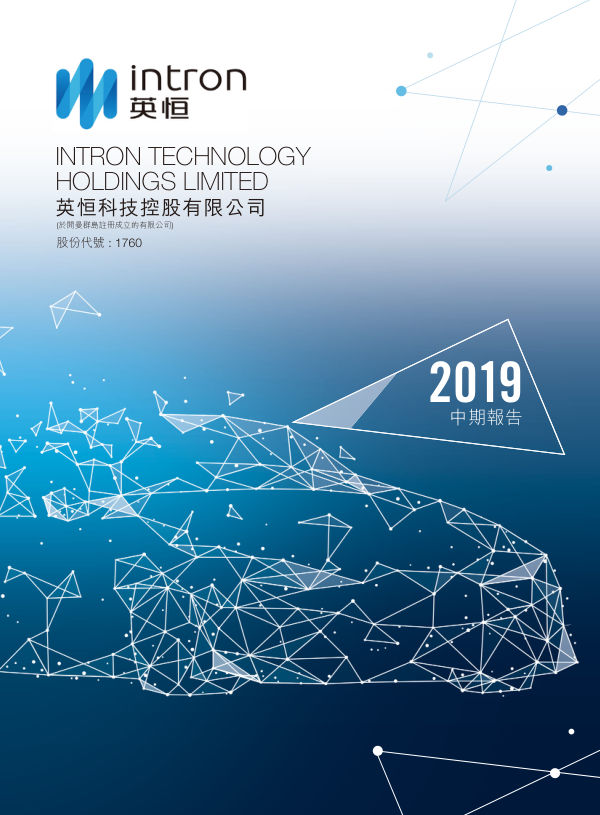 intron
英恒
INTRON TECHNOLOGY
HOLDINGS LIMITED
英恒科技控股有限公司
(於開曼群島註冊成立的有限公司)
股份代號：1760
2019
中期報告